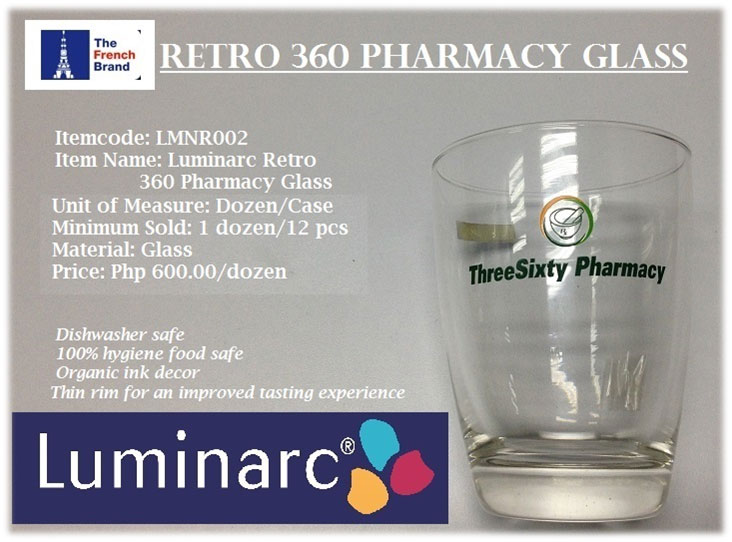 The
French
Brand
RETRO 360 PHARMACY GLASS
Itemcode: LMNR002
Item Name: Luminarc Retro
360 Pharmacy Glass
Unit of Measure: Dozen/Case
Minimum Sold: 1 dozen/12 pcs
Material: Glass
Price: Php 600.00/dozen
ThreeSixty Pharmacy
Dishwasher safe
100% hygiene food safe
Organic ink decor
Thin rim for an improved tasting experience
Luminarc®